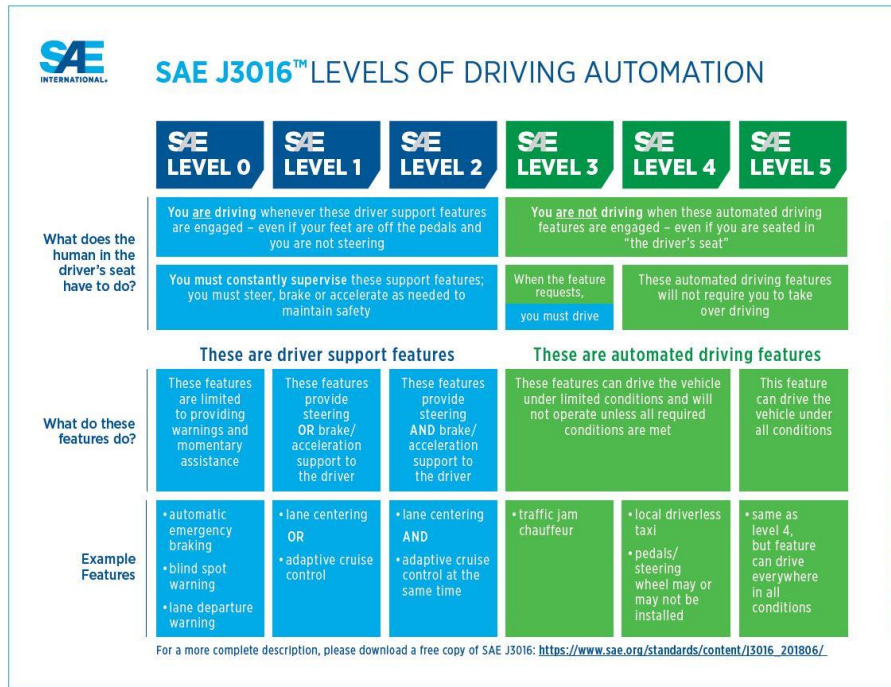 SAE
INTERNATIONAL®
SAE J3016™ LEVELS OF DRIVING AUTOMATION
SAE
LEVEL 0
SAE
LEVEL 1
SAE
LEVEL 2
SAE
LEVEL 3
SAE
LEVEL 4
SAE
LEVEL 5
What does the
human in the
driver's seat
have to do?
You are driving whenever these driver support features
are engaged – even if your feet are off the pedals and
you are not steering
You are not driving when these automated driving
features are engaged – even if you are seated in
“the driver's seat”
You must constantly supervise these support features;
you must steer, brake or accelerate as needed to
maintain safety
When the feature
requests,
you must drive
These automated driving features
will not require you to take
over driving
These are driver support features
These are automated driving features
What do these
features do?
These features
are limited
to providing
warnings and
momentary
assistance
These features
provide
steering
OR brake/
acceleration
support to
the driver
These features
provide
steering
AND brake/
acceleration
support to
the driver
These features can drive the vehicle
under limited conditions and will
not operate unless all required
conditions are met
This feature
can drive the
vehicle under
all conditions
Example
Features
• automatic
emergency
braking
• blind spot
warning
• lane departure
warning
• lane centering
OR
• adaptive cruise
control
• lane centering
AND
• adaptive cruise
control at the
same time
• traffic jam
chauffeur
• local driverless
taxi
• pedals/
steering
wheel may or
may not be
installed
• same as
level 4,
but feature
can drive
everywhere
in all
conditions
For a more complete description, please download a free copy of SAE J3016: https://www.sae.org/standards/content/J3016_201806/